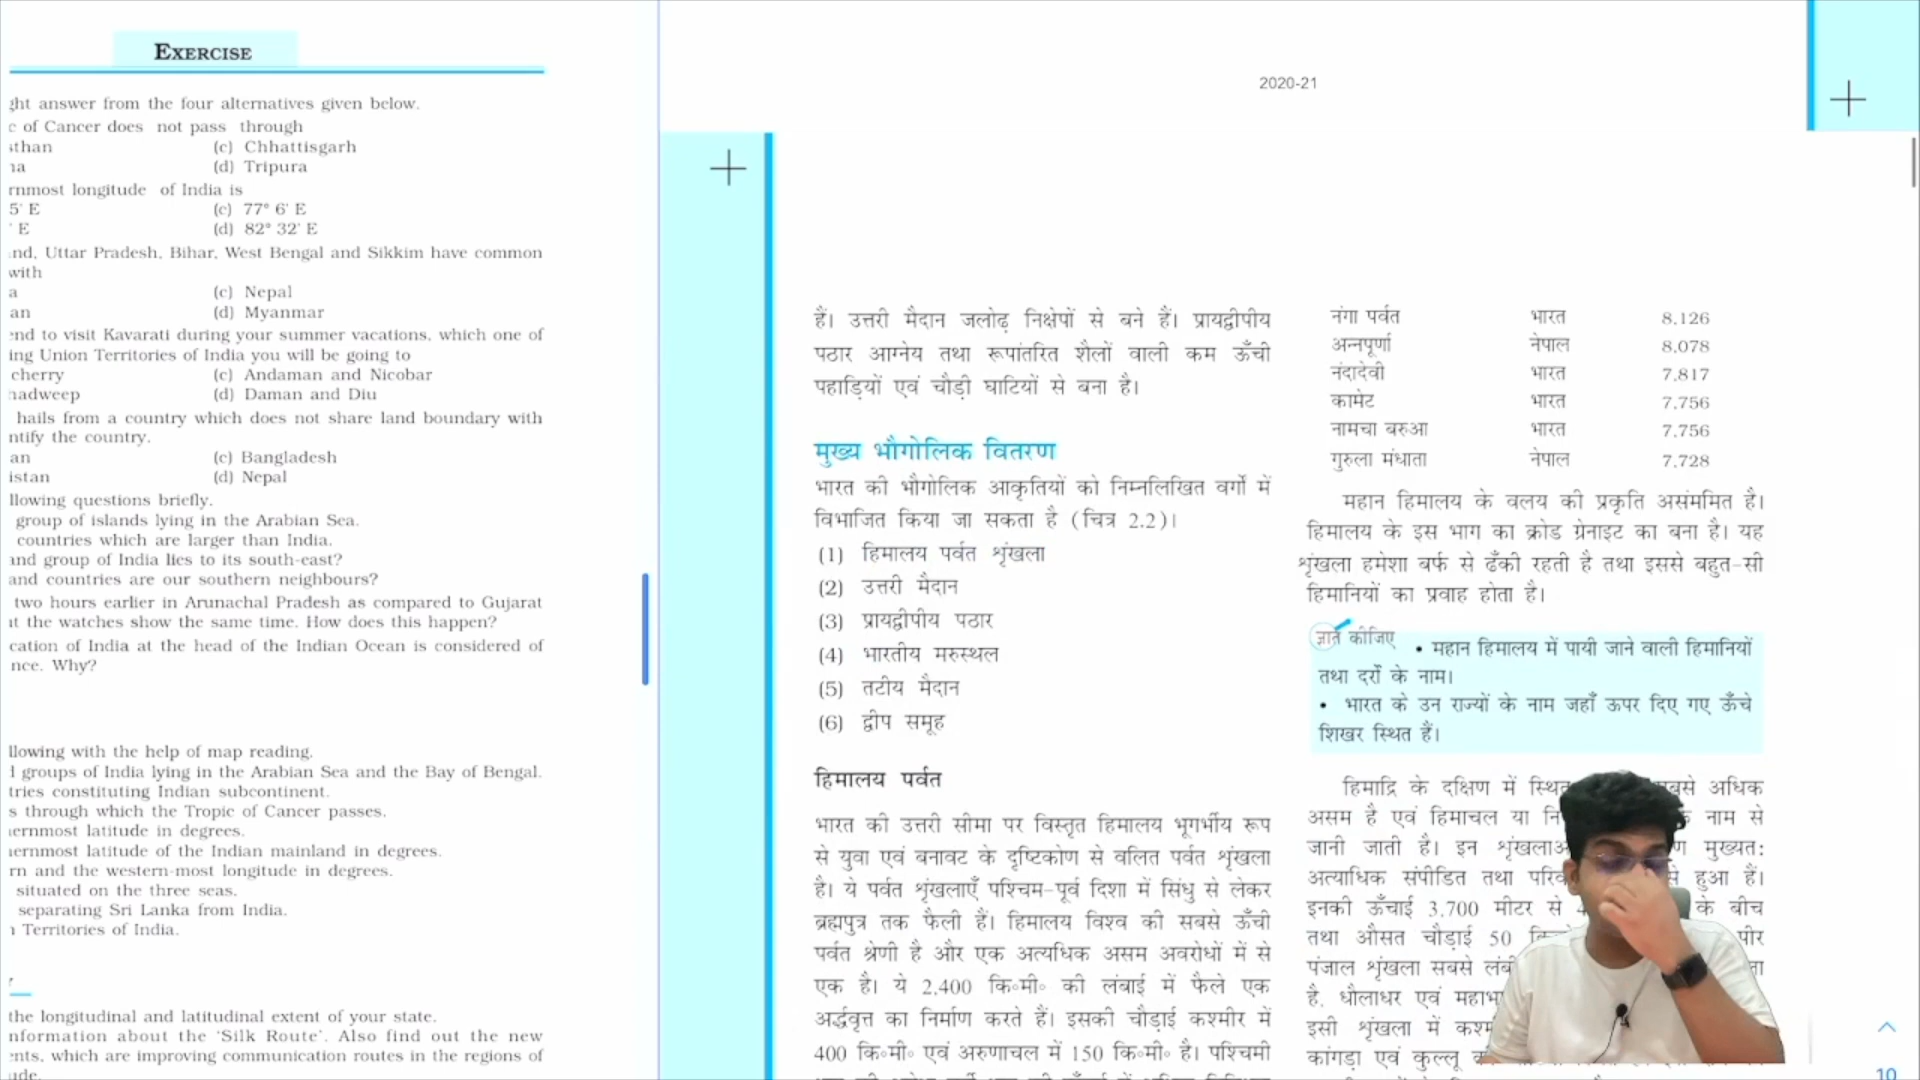 EXERCISE
ght answer from the four alternatives given below.
of Cancer does not pass through
sthan (c) Chhattisgarh
(d) Tripura
rnmost longitude of India is
5' E (c) 77° 6' E
' E (d) 82° 32' E
nd, Uttar Pradesh, Bihar, West Bengal and Sikkim have common
with
a (c) Nepal
an (d) Myanmar
end to visit Kavarati during your summer vacations, which one of
ing Union Territories of India you will be going to
cherry (c) Andaman and Nicobar
hadweep (d) Daman and Diu
hails from a country which does not share land boundary with
ntify the country.
an (c) Bangladesh
istan (d) Nepal
llowing questions briefly.
group of islands lying in the Arabian Sea.
countries which are larger than India.
and group of India lies to its south-east?
and countries are our southern neighbours?
two hours earlier in Arunachal Pradesh as compared to Gujarat
at the watches show the same time. How does this happen?
cation of India at the head of the Indian Ocean is considered of
nce. Why?
llowing with the help of map reading.
d groups of India lying in the Arabian Sea and the Bay of Bengal.
tries constituting Indian subcontinent.
s through which the Tropic of Cancer passes.
ernmost latitude in degrees.
ernmost latitude of the Indian mainland in degrees.
rn and the western-most longitude in degrees.
situated on the three seas.
separating Sri Lanka from India.
Territories of India.
the longitudinal and latitudinal extent of your state.
nformation about the 'Silk Route'. Also find out the new
ents, which are improving communication routes in the regions of
ude.
2020-21
हैं। उत्तरी मैदान जलोढ़ निक्षेपों से बने हैं। प्रायद्वीपीय
पठार आग्नेय तथा रूपांतरित शैलों वाली कम ऊँची
पहाड़ियों एवं चौड़ी घाटियों से बना है।
मुख्य भौगोलिक वितरण
भारत की भौगोलिक आकृतियों को निम्नलिखित वर्गों में
विभाजित किया जा सकता है (चित्र 2.2)।
(1) हिमालय पर्वत शृंखला
(2) उत्तरी मैदान
(3) प्रायद्वीपीय पठार
(4) भारतीय मरुस्थल
(5) तटीय मैदान
(6) द्वीप समूह
हिमालय पर्वत
भारत की उत्तरी सीमा पर विस्तृत हिमालय भूगर्भीय रूप
से युवा एवं बनावट के दृष्टिकोण से वलित पर्वत शृंखला
है। ये पर्वत शृंखलाएँ पश्चिम-पूर्व दिशा में सिंधु से लेकर
ब्रह्मपुत्र तक फैली हैं। हिमालय विश्व की सबसे ऊँची
पर्वत श्रेणी है और एक अत्यधिक असम अवरोधों में से
एक है। ये 2,400 कि॰मी॰ की लंबाई में फैले एक
अर्द्धवृत्त का निर्माण करते हैं। इसकी चौड़ाई कश्मीर में
400 कि॰मी॰ एवं अरुणाचल में 150 कि॰मी॰ है। पश्चिमी
नंगा पर्वत भारत 8,126
अन्नपूर्णा नेपाल 8,078
नंदादेवी भारत 7,817
कामेट भारत 7,756
नामचा बरुआ भारत 7,756
गुरुला मंधाता नेपाल 7,728
महान हिमालय के वलय की प्रकृति असंममित है।
हिमालय के इस भाग का क्रोड ग्रेनाइट का बना है। यह
शृंखला हमेशा बर्फ से ढँकी रहती है तथा इससे बहुत-सी
हिमानियों का प्रवाह होता है।
ज्ञात कीजिए • महान हिमालय में पायी जाने वाली हिमानियों
तथा दर्रों के नाम।
• भारत के उन राज्यों के नाम जहाँ ऊपर दिए गए ऊँचे
शिखर स्थित हैं।
हिमाद्रि के दक्षिण में स्थित बसे अधिक
असम है एवं हिमाचल या नि नाम से
जानी जाती है। इन शृंखलाओं मुख्यत:
अत्यधिक संपीडित तथा परिव से हुआ हैं।
इनकी ऊँचाई 3,700 मीटर से 4 के बीच
तथा औसत चौड़ाई 50 पीर
पंजाल शृंखला सबसे लंबी
है, धौलाधर एवं महाभा
इसी शृंखला में कश्म
कांगड़ा एवं कुल्लू
10